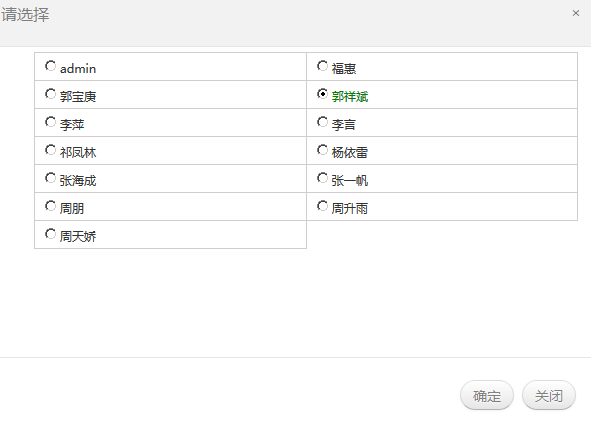 请选择 ×
admin 福惠
郭宝庚 郭祥斌
李萍 李言
祁凤林 杨依雷
张海成 张一帆
周朋 周升雨
周天娇
确定 关闭